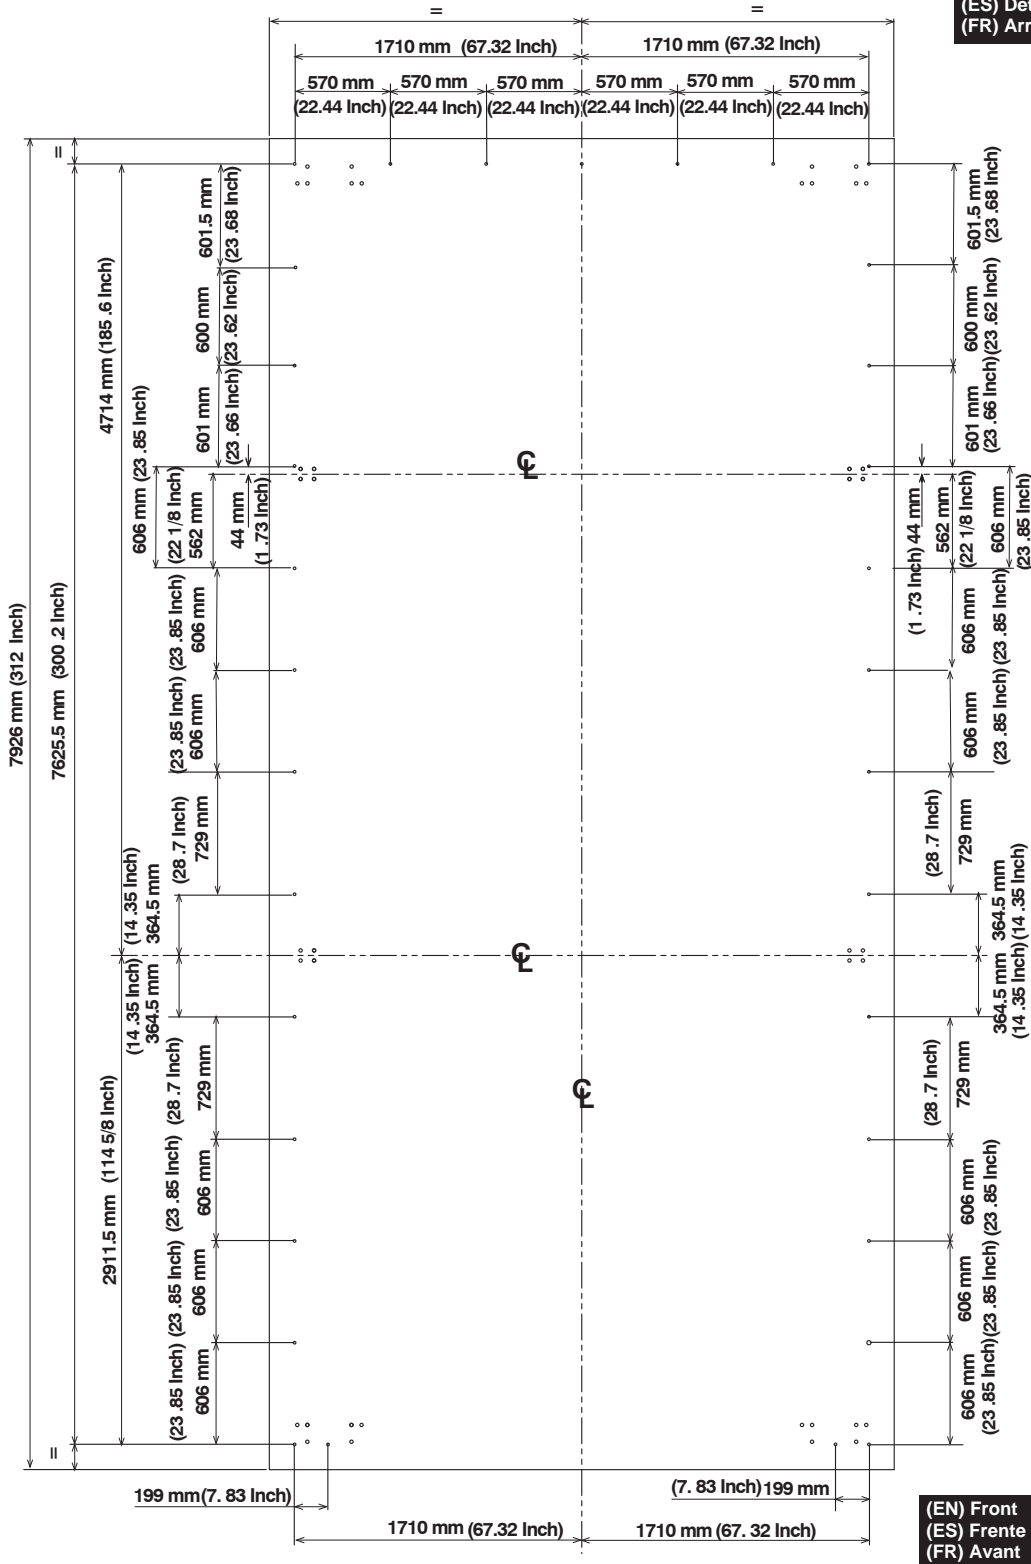 (ES) Det
(FR) Arr
=
=
1710 mm (67.32 Inch)
1710 mm (67.32 Inch)
570 mm
570 mm
570 mm
570 mm
570 mm
570 mm
(22.44 Inch)
(22.44 Inch)
(22.44 Inch)
(22.44 Inch)
(22.44 Inch)
(22.44 Inch)
=
601.5 mm
(23 .68 Inch)
600 mm
(23 .62 Inch)
601 mm
(23 .66 Inch)
4714 mm (185 .6 Inch)
606 mm (23 .85 Inch)
(22 1/8 Inch)
562 mm
44 mm
(1 .73 Inch)
(23 .85 Inch)
606 mm
(23 .85 Inch)
606 mm
7926 mm (312 Inch)
7625.5 mm (300 .2 Inch)
(28 .7 Inch)
729 mm
(14 .35 Inch)
364.5 mm
(14 .35 Inch)
364.5 mm
(28 .7 Inch)
729 mm
2911.5 mm (114 5/8 Inch)
(23 .85 Inch)
606 mm
(23 .85 Inch)
606 mm
(23 .85 Inch)
606 mm
=
CL
CL
CL
601.5 mm
(23 .68 Inch)
600 mm
(23 .62 Inch)
601 mm
(23 .66 Inch)
(1 .73 Inch) 44 mm
562 mm
(22 1/8 Inch)
606 mm
(23 .85 Inch)
606 mm
(23 .85 Inch)
606 mm
(23 .85 Inch)
(28 .7 Inch)
729 mm
364.5 mm
(14 .35 Inch)
364.5 mm
(14 .35 Inch)
(28 .7 Inch)
729 mm
606 mm
(23 .85 Inch)
606 mm
(23 .85 Inch)
606 mm
(23 .85 Inch)
199 mm(7. 83 Inch)
(7. 83 Inch)199 mm
1710 mm (67.32 Inch)
1710 mm (67. 32 Inch)
(EN) Front
(ES) Frente
(FR) Avant